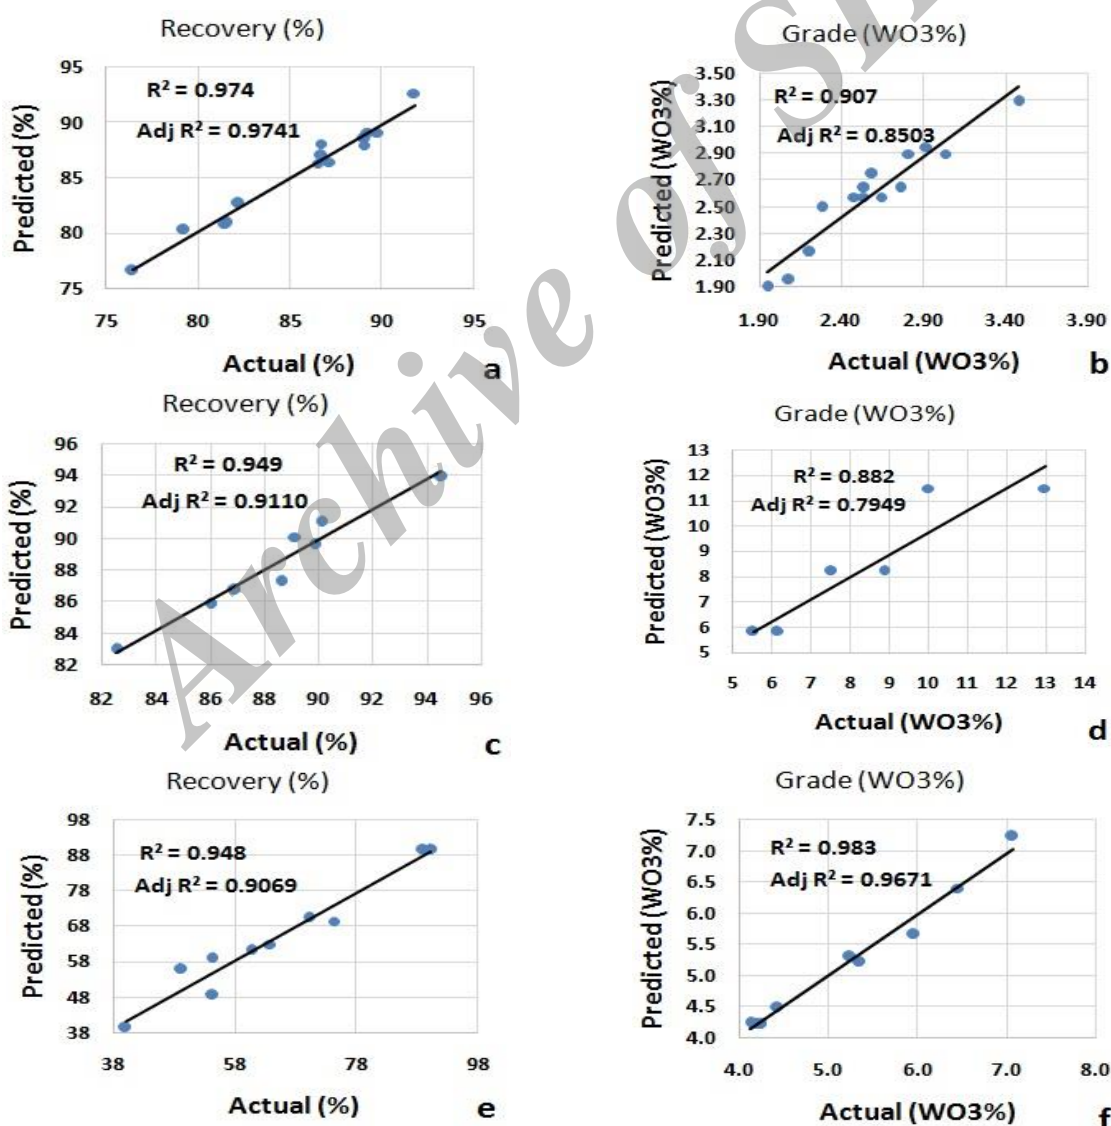 Recovery (%)
R² = 0.974
Adj R² = 0.9741
Predicted (%)
95
90
85
80
75
75 80 85 90 95
Actual (%)
a
Grade (WO3%)
R² = 0.907
Adj R² = 0.8503
Predicted (WO3%)
3.50
3.30
3.10
2.90
2.70
2.50
2.30
2.10
1.90
1.90 2.40 2.90 3.40 3.90
Actual (WO3%)
b
Recovery (%)
R² = 0.949
Adj R² = 0.9110
Predicted (%)
96
94
92
90
88
86
84
82
82 84 86 88 90 92 94 96
Actual (%)
c
Grade (WO3%)
R² = 0.882
Adj R² = 0.7949
Predicted (WO3%)
13
12
11
10
9
8
7
6
5
5 6 7 8 9 10 11 12 13 14
Actual (WO3%)
d
Recovery (%)
R² = 0.948
Adj R² = 0.9069
Predicted (%)
98
88
78
68
58
48
38
38 58 78 98
Actual (%)
e
Grade (WO3%)
R² = 0.983
Adj R² = 0.9671
Predicted (WO3%)
7.5
7.0
6.5
6.0
5.5
5.0
4.5
4.0
4.0 5.0 6.0 7.0 8.0
Actual (WO3%)
f
Archive of